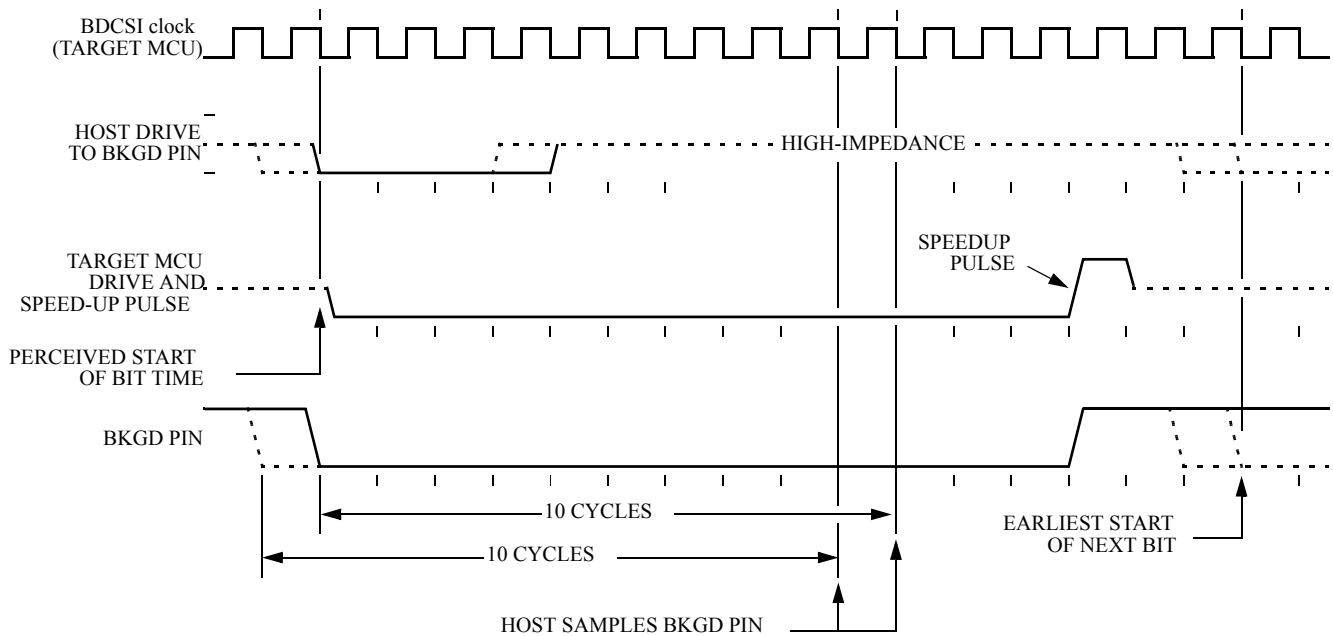 BDCSI clock
(TARGET MCU)
HOST DRIVE
TO BKGD PIN
HIGH-IMPEDANCE
TARGET MCU
DRIVE AND
SPEED-UP PULSE
SPEEDUP
PULSE
PERCEIVED START
OF BIT TIME
BKGD PIN
10 CYCLES
10 CYCLES
EARLIEST START
OF NEXT BIT
HOST SAMPLES BKGD PIN